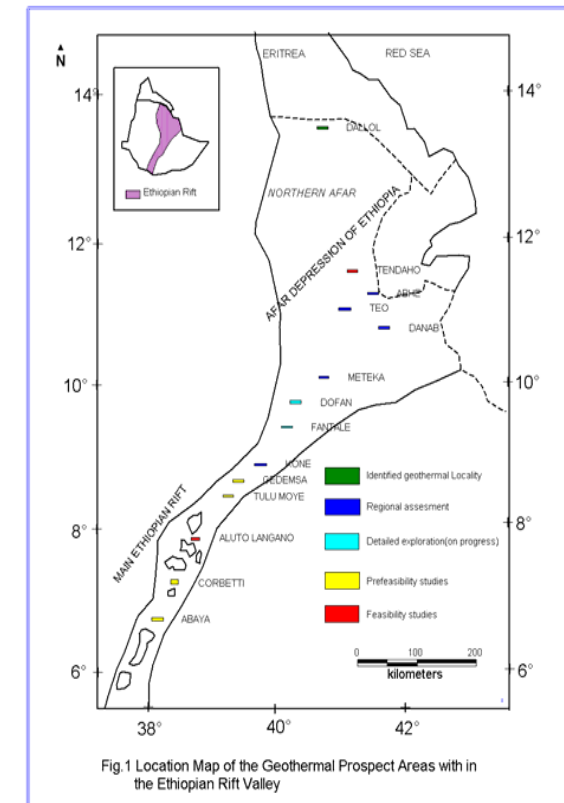 ERITREA
RED SEA
N
14°
14°
DALLOL
Ethiopian Rift
NORTHERN AFAR
AFAR DEPRESSION OF ETHIOPIA
12°
12°
TENDAHO
ABHE
TEO
DANAB
10°
10°
METEKA
DOFAN
FANTALE
KONE
GEDEMSA
TULU MOYE
MAIN ETHIOPIAN RIFT
8°
8°
ALUTO LANGANO
CORBETTI
ABAYA
6°
6°
Identified geothermal Locality
Regional assesment
Detailed exploration(on progress)
Prefeasibility studies
Feasibility studies
0 100 200
kilometers
38°
40°
42°
Fig.1 Location Map of the Geothermal Prospect Areas with in
the Ethiopian Rift Valley